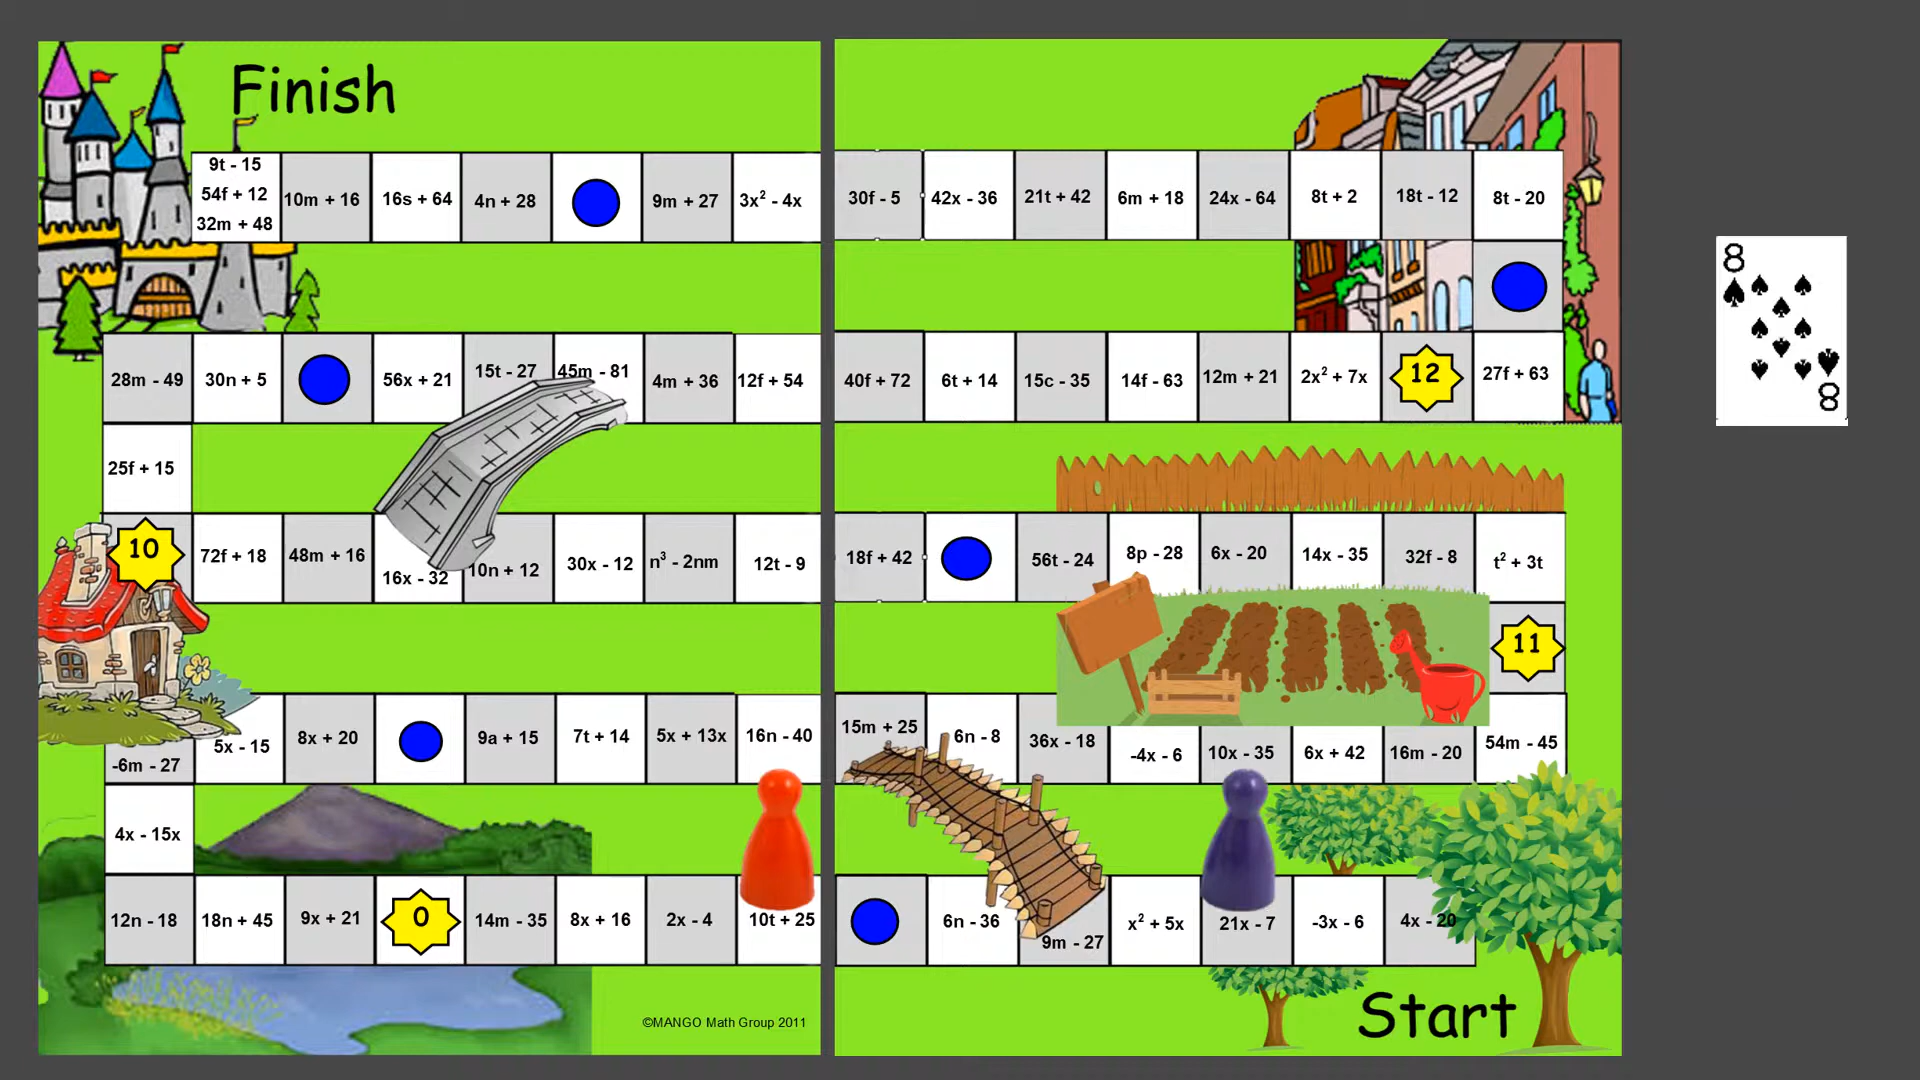 Finish
9t - 15
54f + 12
32m + 48
10m + 16
16s + 64
4n + 28
9m + 27
3x² - 4x
30f - 5
42x - 36
21t + 42
6m + 18
24x - 64
8t + 2
18t - 12
8t - 20
28m - 49
30n + 5
56x + 21
15t - 27
45m - 81
4m + 36
12f + 54
40f + 72
6t + 14
15c - 35
14f - 63
12m + 21
2x² + 7x
12
27f + 63
25f + 15
10
72f + 18
48m + 16
16x - 32
10n + 12
30x - 12
n³ - 2nm
12t - 9
18f + 42
56t - 24
8p - 28
6x - 20
14x - 35
32f - 8
t² + 3t
11
-6m - 27
5x - 15
8x + 20
9a + 15
7t + 14
5x + 13x
16n - 40
15m + 25
6n - 8
36x - 18
-4x - 6
10x - 35
6x + 42
16m - 20
54m - 45
4x - 15x
12n - 18
18n + 45
9x + 21
0
14m - 35
8x + 16
2x - 4
10t + 25
6n - 36
9m - 27
x² + 5x
21x - 7
-3x - 6
4x - 20
©MANGO Math Group 2011
Start
8
8